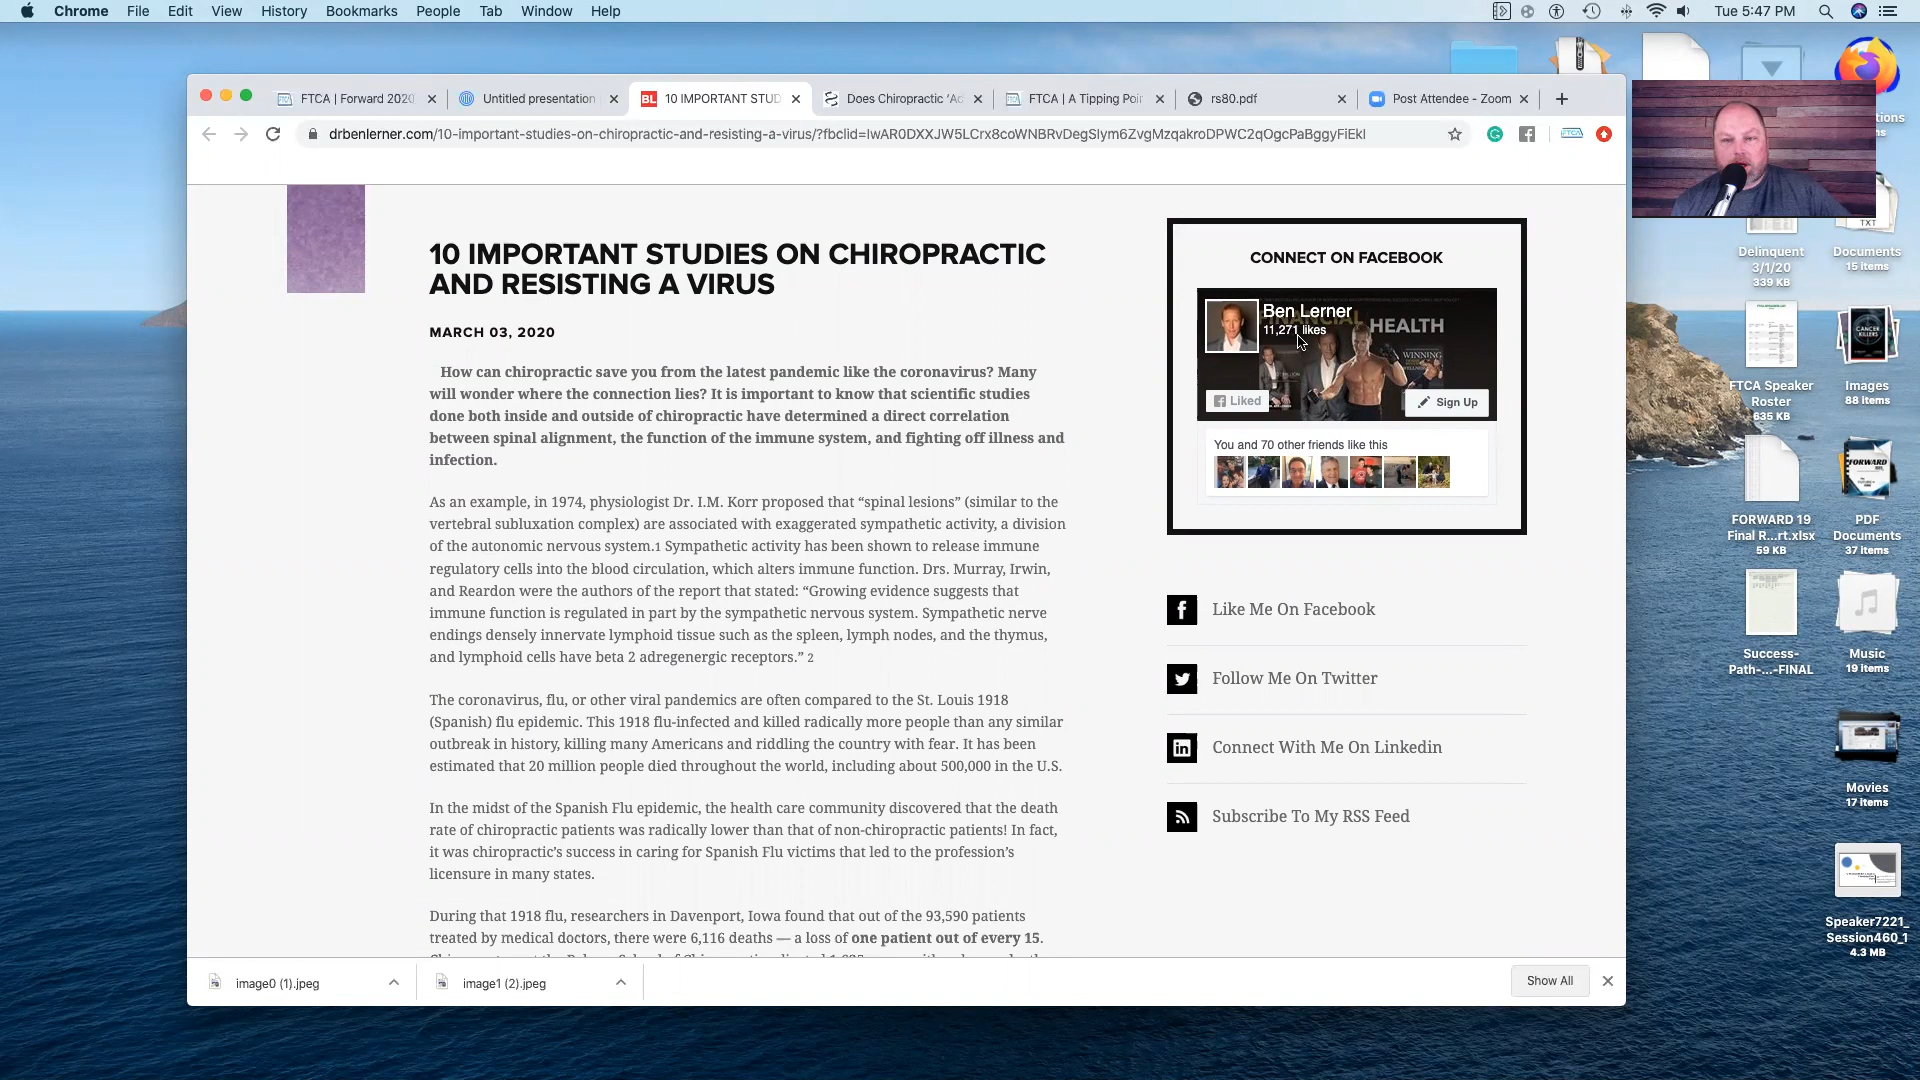 Chrome File Edit View History Bookmarks People Tab Window Help
Tue 5:47 PM
FTCA | Forward 2020
Untitled presentation
BL 10 IMPORTANT STUD
Does Chiropractic ‘Ad
FTCA | A Tipping Poi
rs80.pdf
Post Attendee - Zoom
drbenlerner.com/10-important-studies-on-chiropractic-and-resisting-a-virus/?fbclid=IwAR0DXXJW5LCrx8coWNBRvDegSlym6ZvgMzqakroDPWC2qOgcPaBggyFiEkI
10 IMPORTANT STUDIES ON CHIROPRACTIC
AND RESISTING A VIRUS
MARCH 03, 2020
How can chiropractic save you from the latest pandemic like the coronavirus? Many
will wonder where the connection lies? It is important to know that scientific studies
done both inside and outside of chiropractic have determined a direct correlation
between spinal alignment, the function of the immune system, and fighting off illness and
infection.
As an example, in 1974, physiologist Dr. I.M. Korr proposed that “spinal lesions” (similar to the
vertebral subluxation complex) are associated with exaggerated sympathetic activity, a division
of the autonomic nervous system.1 Sympathetic activity has been shown to release immune
regulatory cells into the blood circulation, which alters immune function. Drs. Murray, Irwin,
and Reardon were the authors of the report that stated: “Growing evidence suggests that
immune function is regulated in part by the sympathetic nervous system. Sympathetic nerve
endings densely innervate lymphoid tissue such as the spleen, lymph nodes, and the thymus,
and lymphoid cells have beta 2 adregenergic receptors.” 2
The coronavirus, flu, or other viral pandemics are often compared to the St. Louis 1918
(Spanish) flu epidemic. This 1918 flu-infected and killed radically more people than any similar
outbreak in history, killing many Americans and riddling the country with fear. It has been
estimated that 20 million people died throughout the world, including about 500,000 in the U.S.
In the midst of the Spanish Flu epidemic, the health care community discovered that the death
rate of chiropractic patients was radically lower than that of non-chiropractic patients! In fact,
it was chiropractic’s success in caring for Spanish Flu victims that led to the profession’s
licensure in many states.
During that 1918 flu, researchers in Davenport, Iowa found that out of the 93,590 patients
treated by medical doctors, there were 6,116 deaths — a loss of one patient out of every 15.
CONNECT ON FACEBOOK
Ben Lerner
11,271 likes
HEALTH
WINNING
Liked
Sign Up
You and 70 other friends like this
Like Me On Facebook
Follow Me On Twitter
Connect With Me On Linkedin
Subscribe To My RSS Feed
image0 (1).jpeg
image1 (2).jpeg
Show All
tions
TXT
Delinquent
3/1/20
339 KB
Documents
15 items
CANCER
KILLERS
FTCA Speaker
Roster
635 KB
Images
88 items
FORWARD
FORWARD 19
Final R...rt.xlsx
59 KB
PDF
Documents
37 items
Success-
Path-...-FINAL
Music
19 items
Movies
17 items
Speaker7221_
Session460_1
4.3 MB